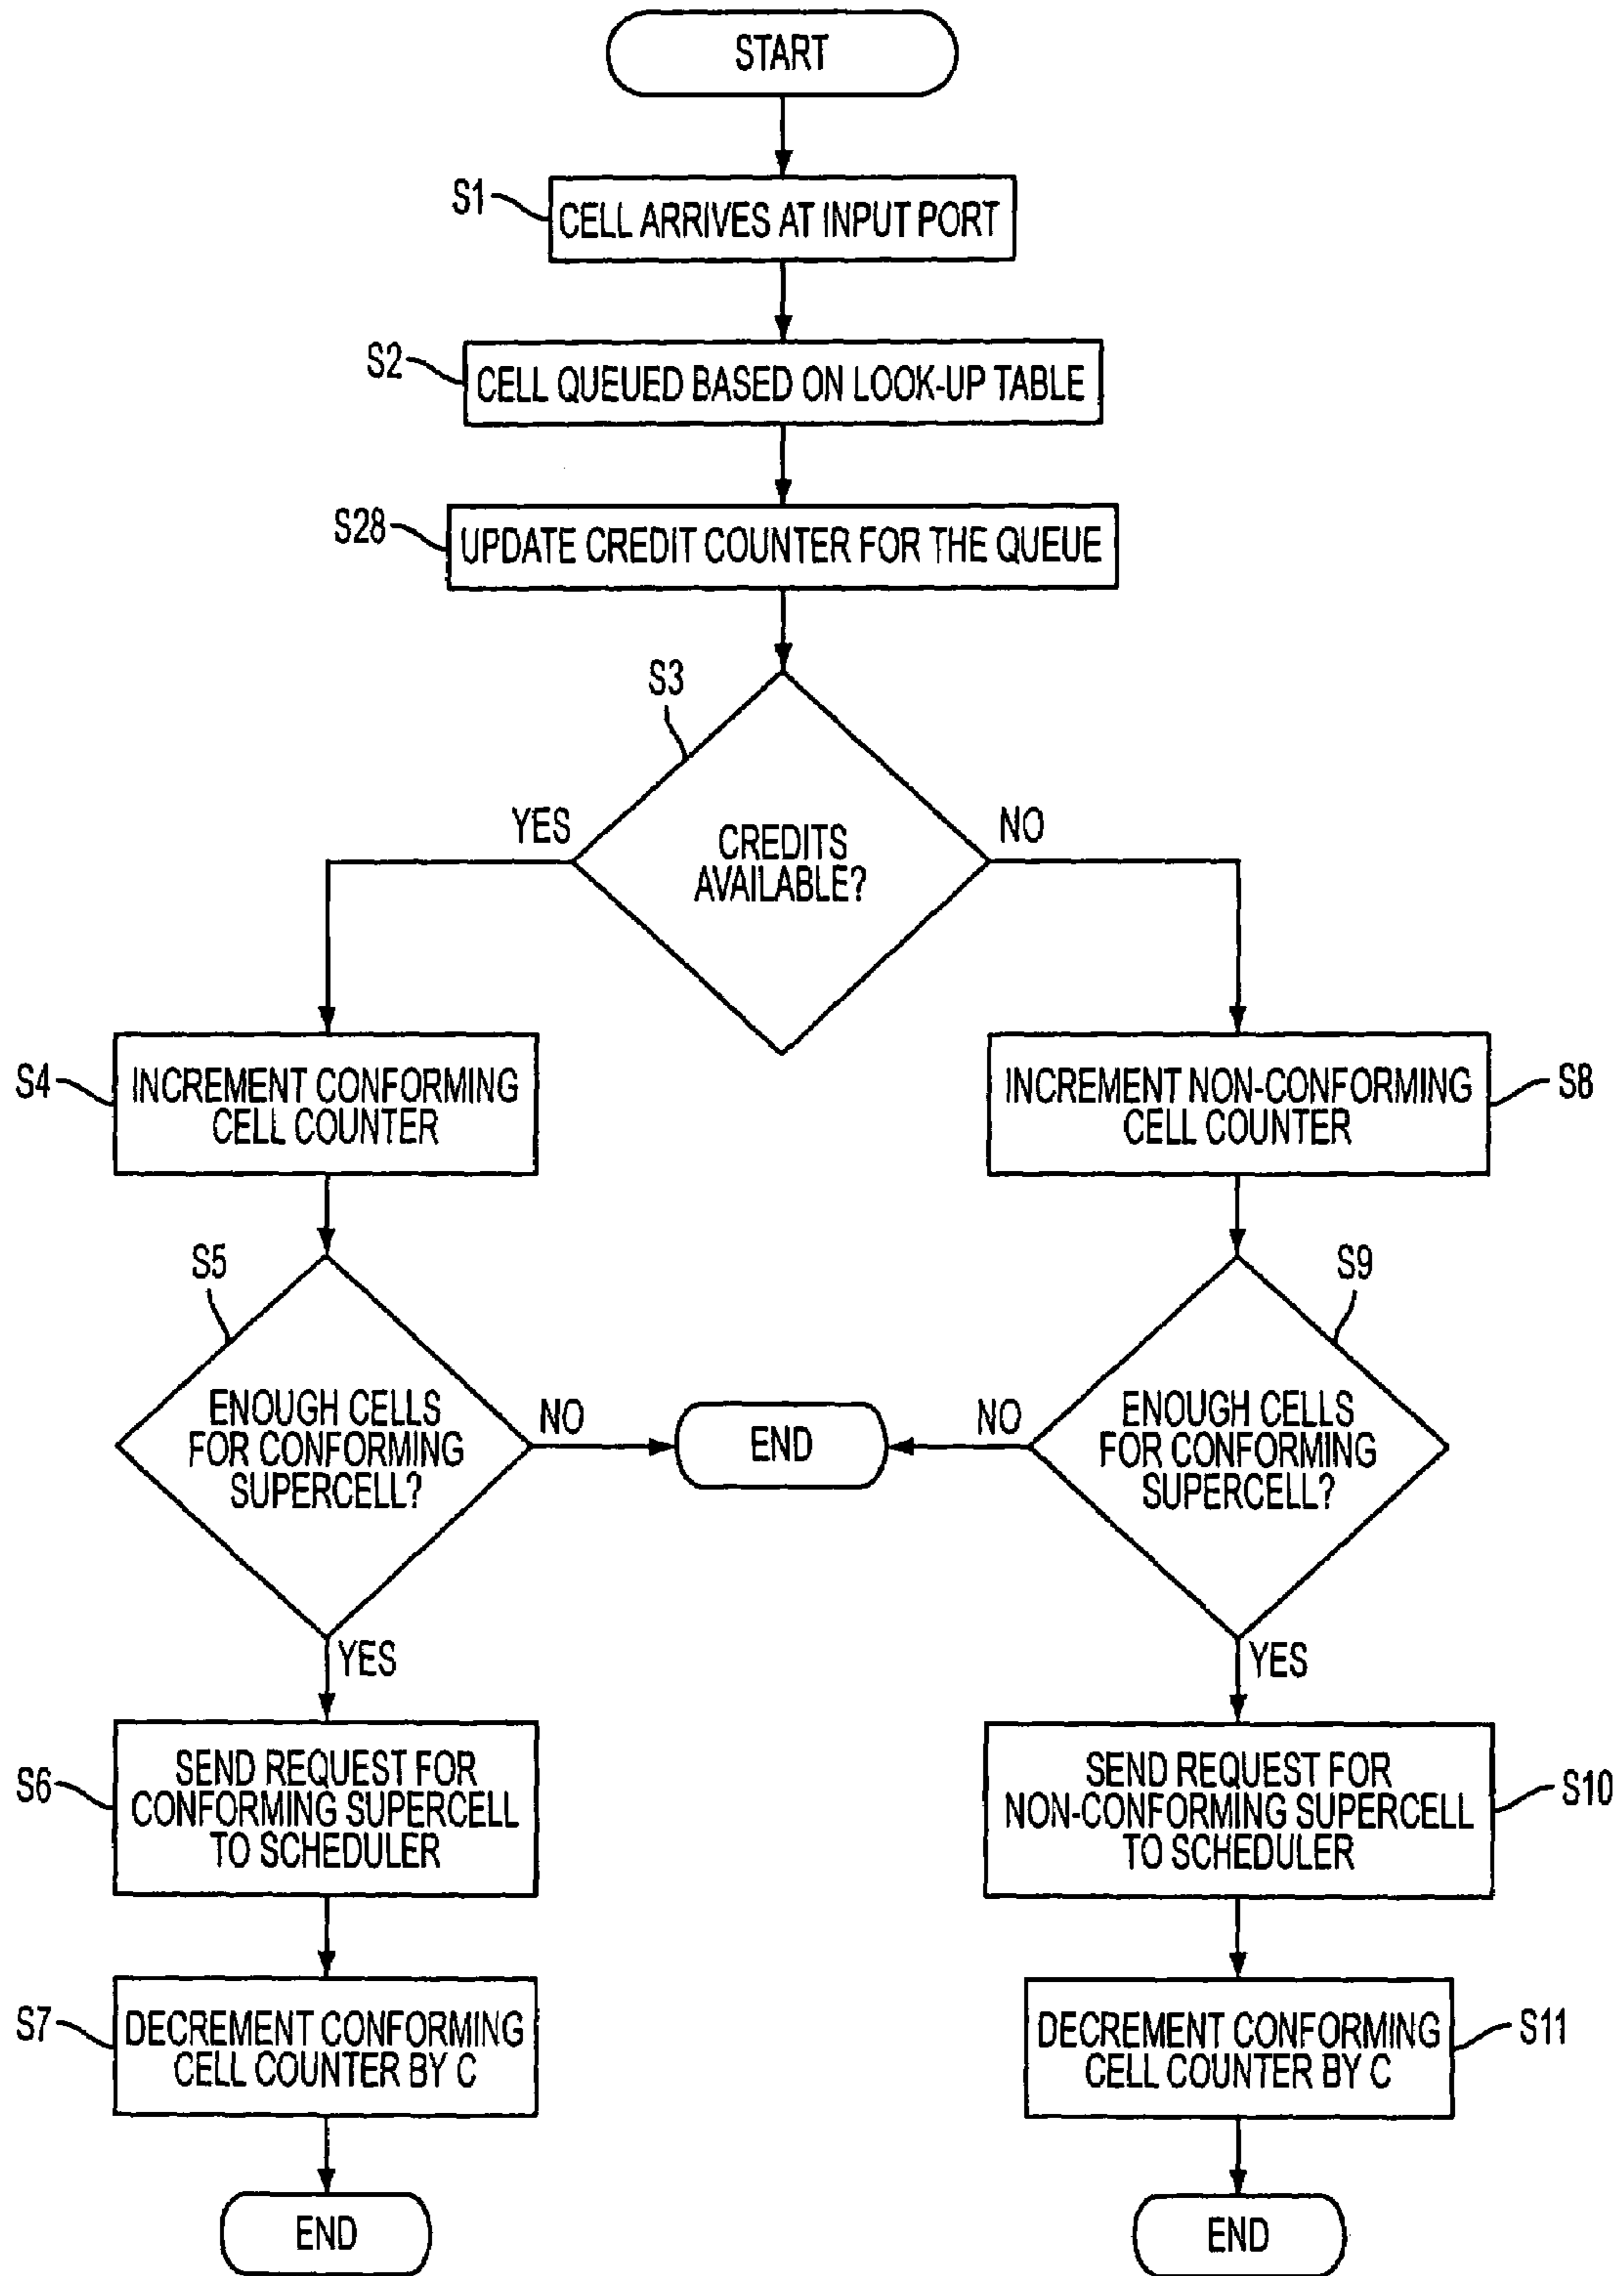 START
S1
CELL ARRIVES AT INPUT PORT
S2
CELL QUEUED BASED ON LOOK-UP TABLE
S28
UPDATE CREDIT COUNTER FOR THE QUEUE
S3
YES
CREDITS
AVAILABLE?
NO
S4
INCREMENT CONFORMING
CELL COUNTER
INCREMENT NON-CONFORMING
CELL COUNTER
S8
S5
ENOUGH CELLS
FOR CONFORMING
SUPERCELL?
NO
END
NO
S9
ENOUGH CELLS
FOR CONFORMING
SUPERCELL?
YES
YES
S6
SEND REQUEST FOR
CONFORMING SUPERCELL
TO SCHEDULER
SEND REQUEST FOR
NON-CONFORMING SUPERCELL
TO SCHEDULER
S10
S7
DECREMENT CONFORMING
CELL COUNTER BY C
DECREMENT CONFORMING
CELL COUNTER BY C
S11
END
END